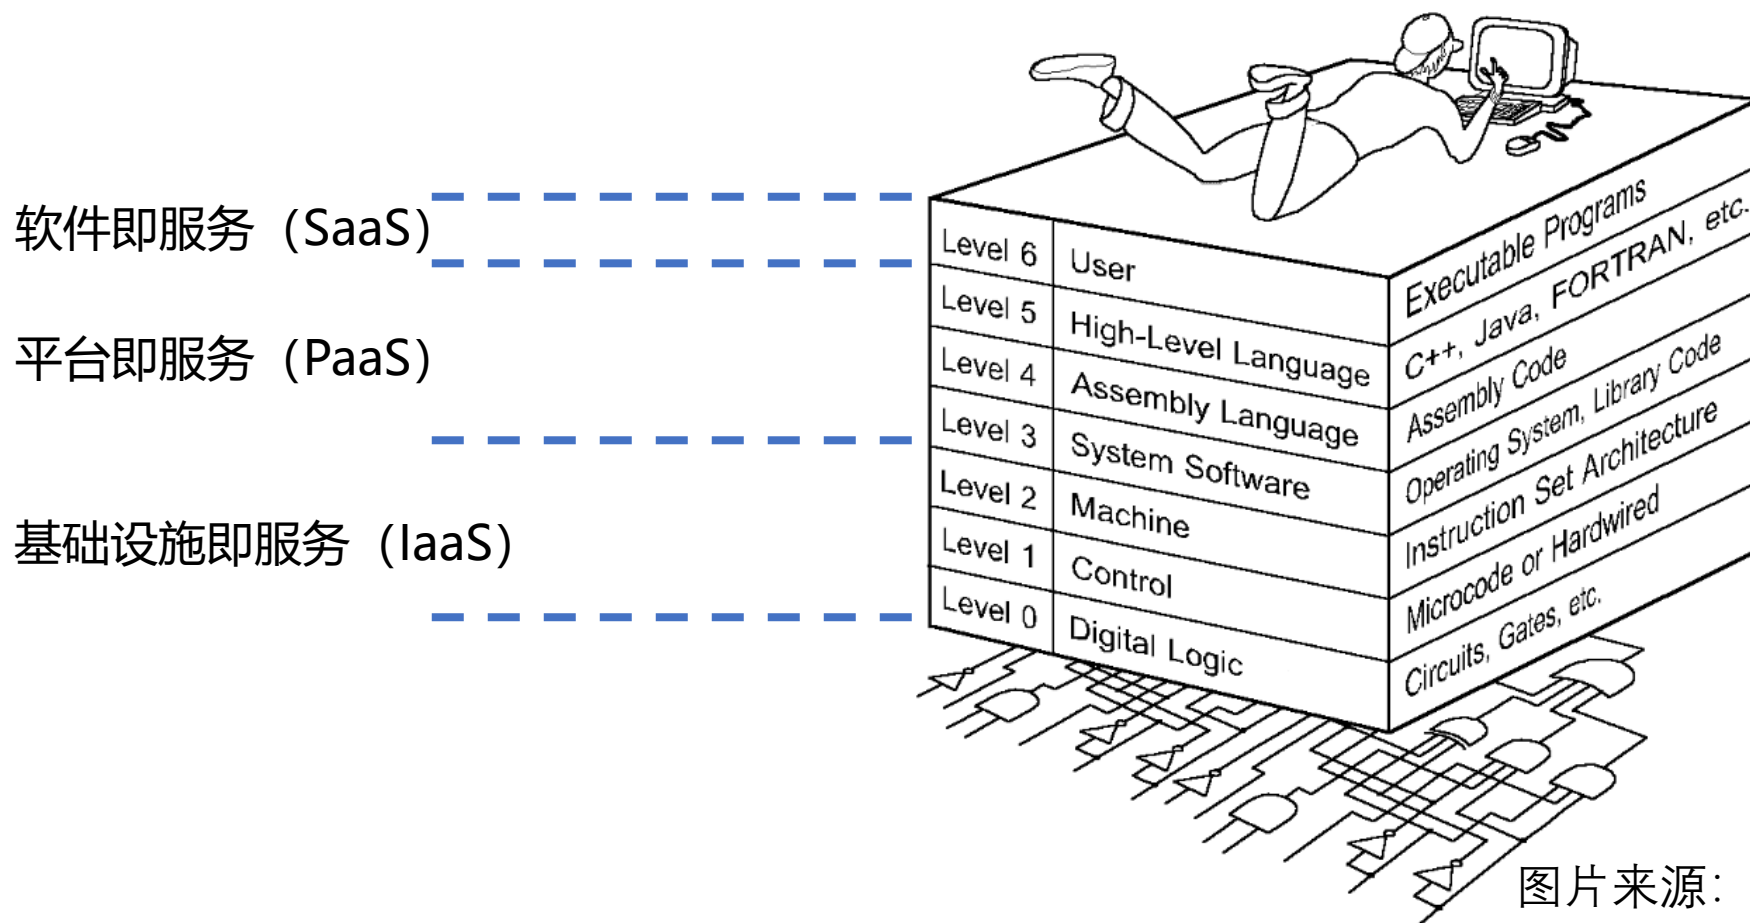 软件即服务（SaaS）
平台即服务（PaaS）
基础设施即服务（IaaS）
Level 6 User Executable Programs
Level 5 High-Level Language C++, Java, FORTRAN, etc.
Level 4 Assembly Language Assembly Code
Level 3 System Software Operating System, Library Code
Level 2 Machine Instruction Set Architecture
Level 1 Control Microcode or Hardwired
Level 0 Digital Logic Circuits, Gates, etc.
图片来源：